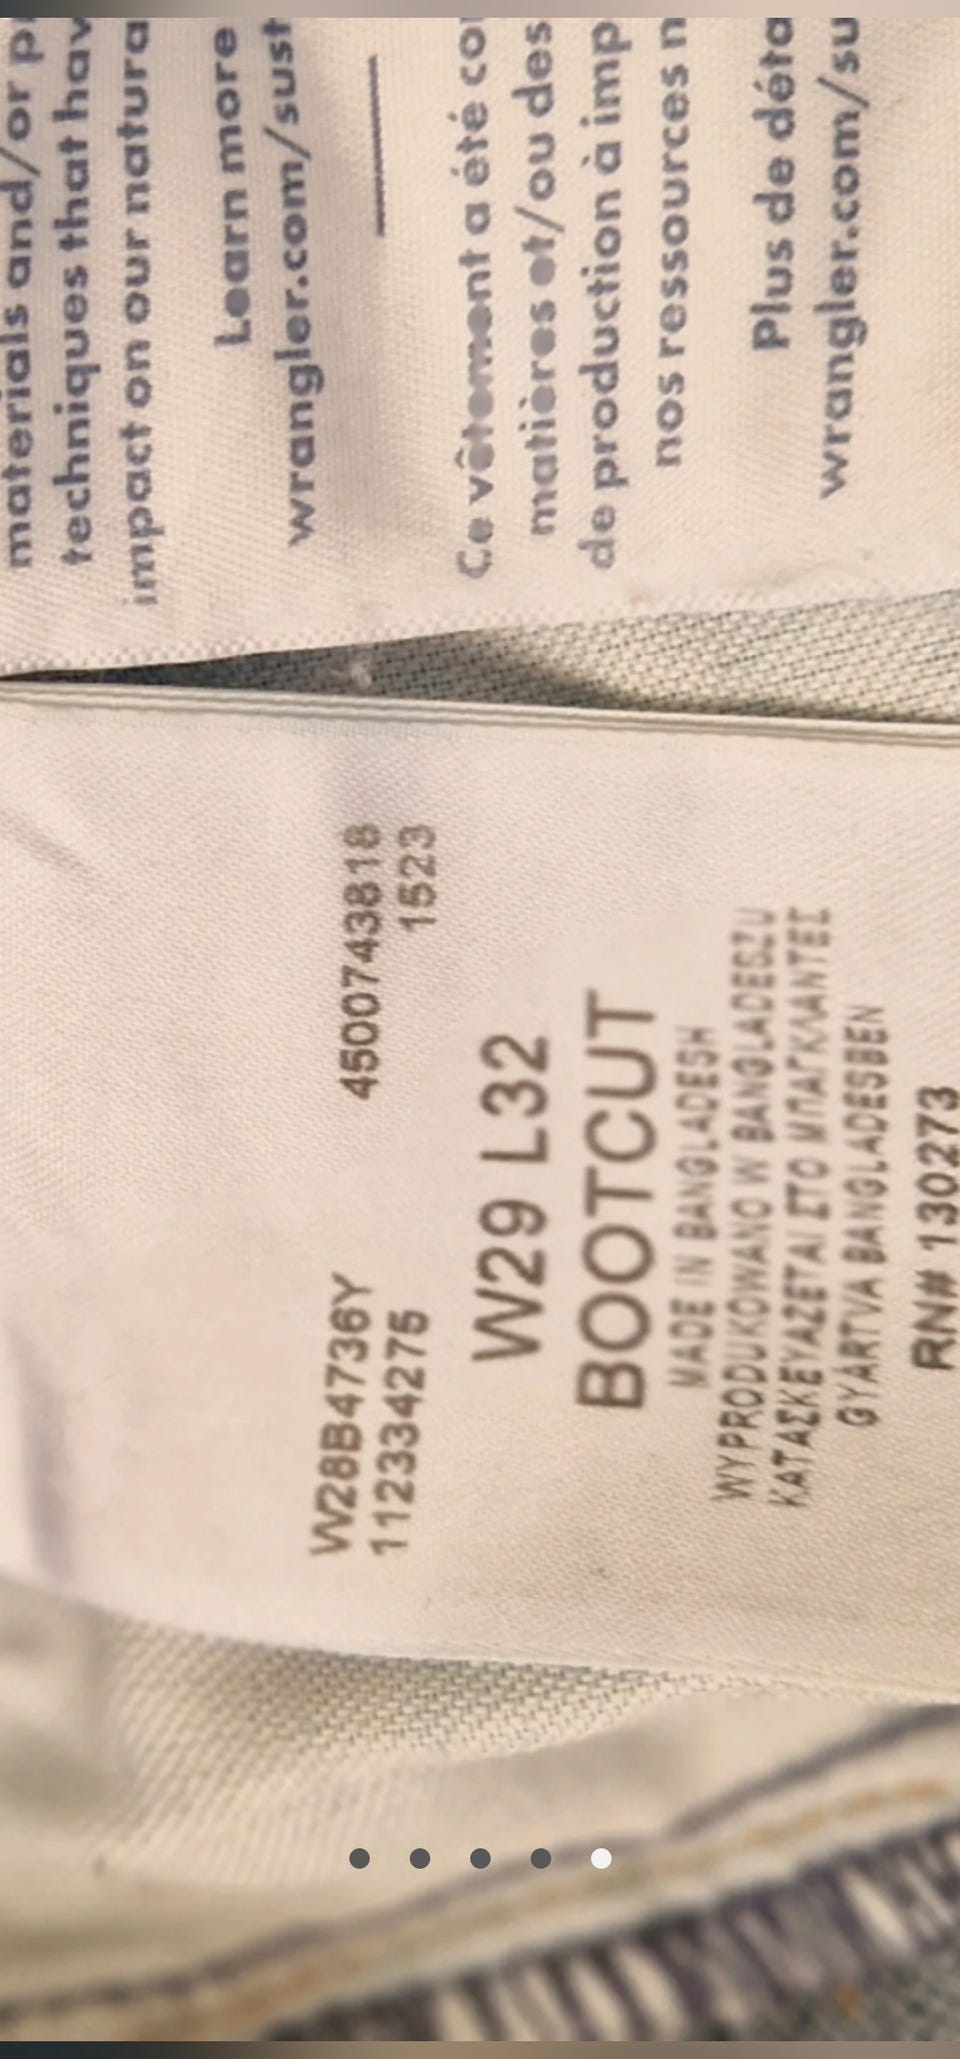 materials and/or
techniques that hav
impact on our natura
Learn more
wrangler.com/sust
Ce vêtement a été
matières et/ou des
de production à imp
nos ressources
Plus de déta
wrangler.com/su
W28B4736Y 4500743818
112334275 1523
W29 L32
BOOTCUT
MADE IN BANGLADESH
WYPRODUKOWANO W BANGLADESZU
ΚΑΤΑΣΚΕΥΑΖΕΤΑΙ ΣΤΟ ΜΠΑΓΚΛΑΝΤΕΣ
GYÁRTVA BANGLADESBEN
RN# 130273